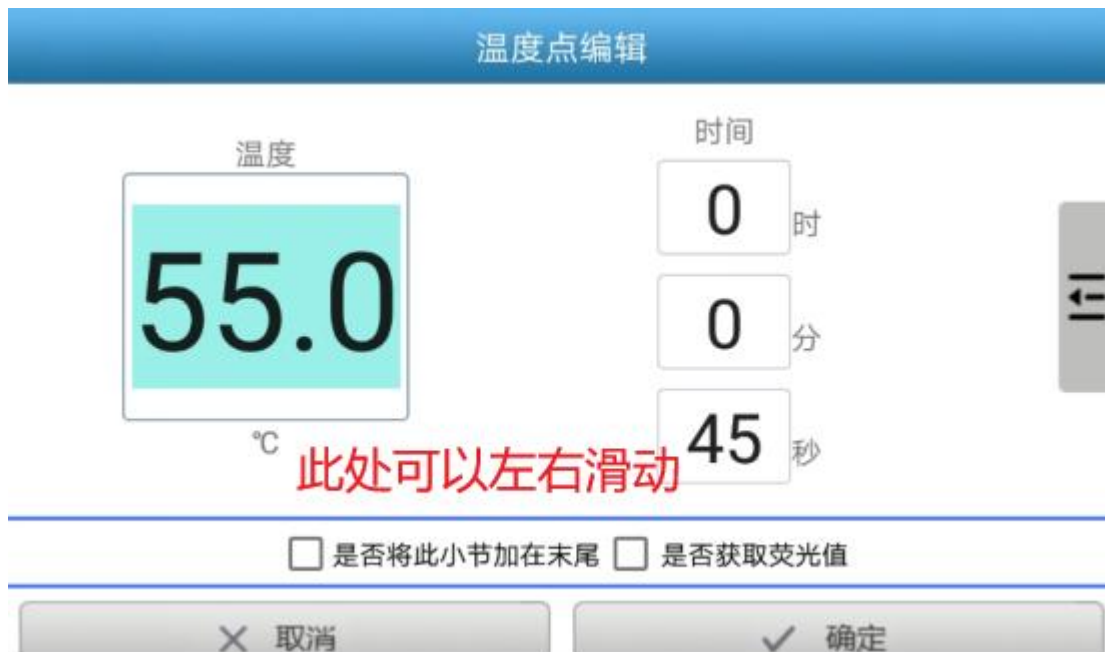 温度点编辑
温度
55.0
℃
时间
0 时
0 分
45 秒
此处可以左右滑动
是否将此小节加在末尾 是否获取荧光值
取消 确定